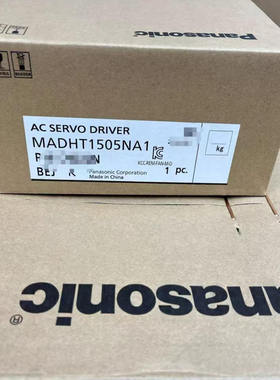 Panasonic
AC SERVO DRIVER
MADHT1505NA1
kg
Panasonic Corporation
Made in China
1 pc.
Panasonic